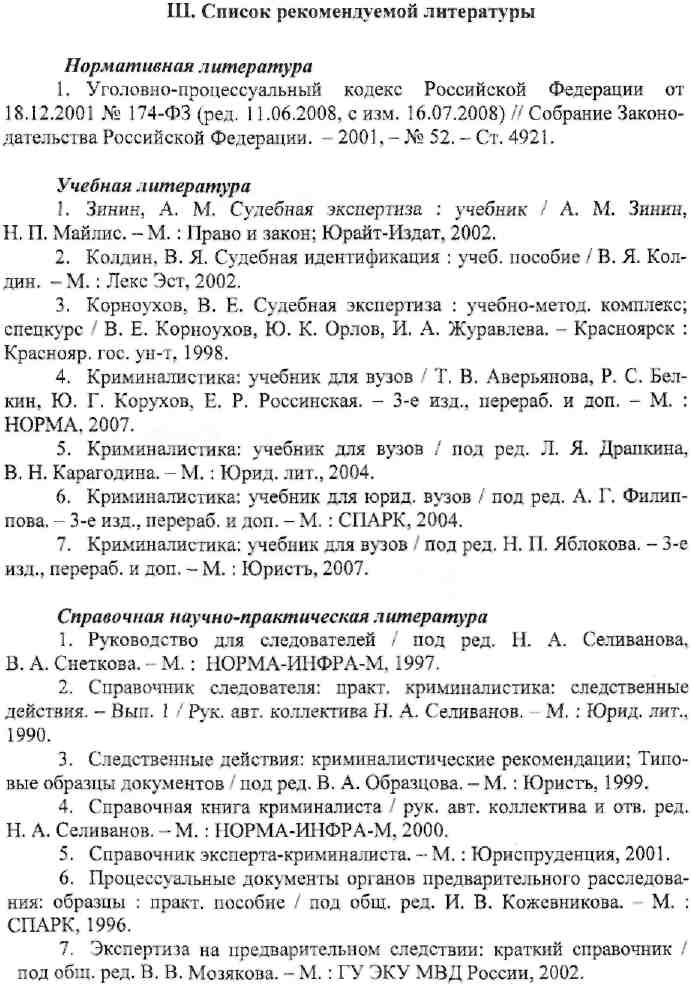 III. Список рекомендуемой литературы
Нормативная литература
1. Уголовно-процессуальный кодекс Российской Федерации от
18.12.2001 № 174-ФЗ (ред. 11.06.2008, с изм. 16.07.2008) // Собрание Законо-
дательства Российской Федерации. – 2001, – № 52. – Ст. 4921.
Учебная литература
1. Зинин, А. М. Судебная экспертиза : учебник / А. М. Зинин,
Н. П. Майлис. – М. : Право и закон; Юрайт-Издат, 2002.
2. Колдин, В. Я. Судебная идентификация : учеб. пособие / В. Я. Кол-
дин. – М. : Лекс Эст, 2002.
3. Корноухов, В. Е. Судебная экспертиза : учебно-метод. комплекс;
спецкурс / В. Е. Корноухов, Ю. К. Орлов, И. А. Журавлева. – Красноярск :
Краснояр. гос. ун-т, 1998.
4. Криминалистика: учебник для вузов / Т. В. Аверьянова, Р. С. Бел-
кин, Ю. Г. Корухов, Е. Р. Россинская. – 3-е изд., перераб. и доп. – М. :
НОРМА, 2007.
5. Криминалистика: учебник для вузов / под ред. Л. Я. Драпкина,
В. Н. Карагодина. – М. : Юрид. лит., 2004.
6. Криминалистика: учебник для юрид. вузов / под ред. А. Г. Филип-
пова. – 3-е изд., перераб. и доп. – М. : СПАРК, 2004.
7. Криминалистика: учебник для вузов / под ред. Н. П. Яблокова. – 3-е
изд., перераб. и доп. – М. : Юристъ, 2007.
Справочная научно-практическая литература
1. Руководство для следователей / под ред. Н. А. Селиванова,
В. А. Снеткова. – М. : НОРМА-ИНФРА-М, 1997.
2. Справочник следователя: практ. криминалистика: следственные
действия. – Вып. 1 / Рук. авт. коллектива Н. А. Селиванов. – М. : Юрид. лит.,
1990.
3. Следственные действия: криминалистические рекомендации; Типо-
вые образцы документов / под ред. В. А. Образцова. – М. : Юристъ, 1999.
4. Справочная книга криминалиста / рук. авт. коллектива и отв. ред.
Н. А. Селиванов. – М. : НОРМА-ИНФРА-М, 2000.
5. Справочник эксперта-криминалиста. – М. : Юриспруденция, 2001.
6. Процессуальные документы органов предварительного расследова-
ния: образцы : практ. пособие / под общ. ред. И. В. Кожевникова. – М. :
СПАРК, 1996.
7. Экспертиза на предварительном следствии: краткий справочник /
под общ. ред. В. В. Мозякова. – М. : ГУ ЭКУ МВД России, 2002.